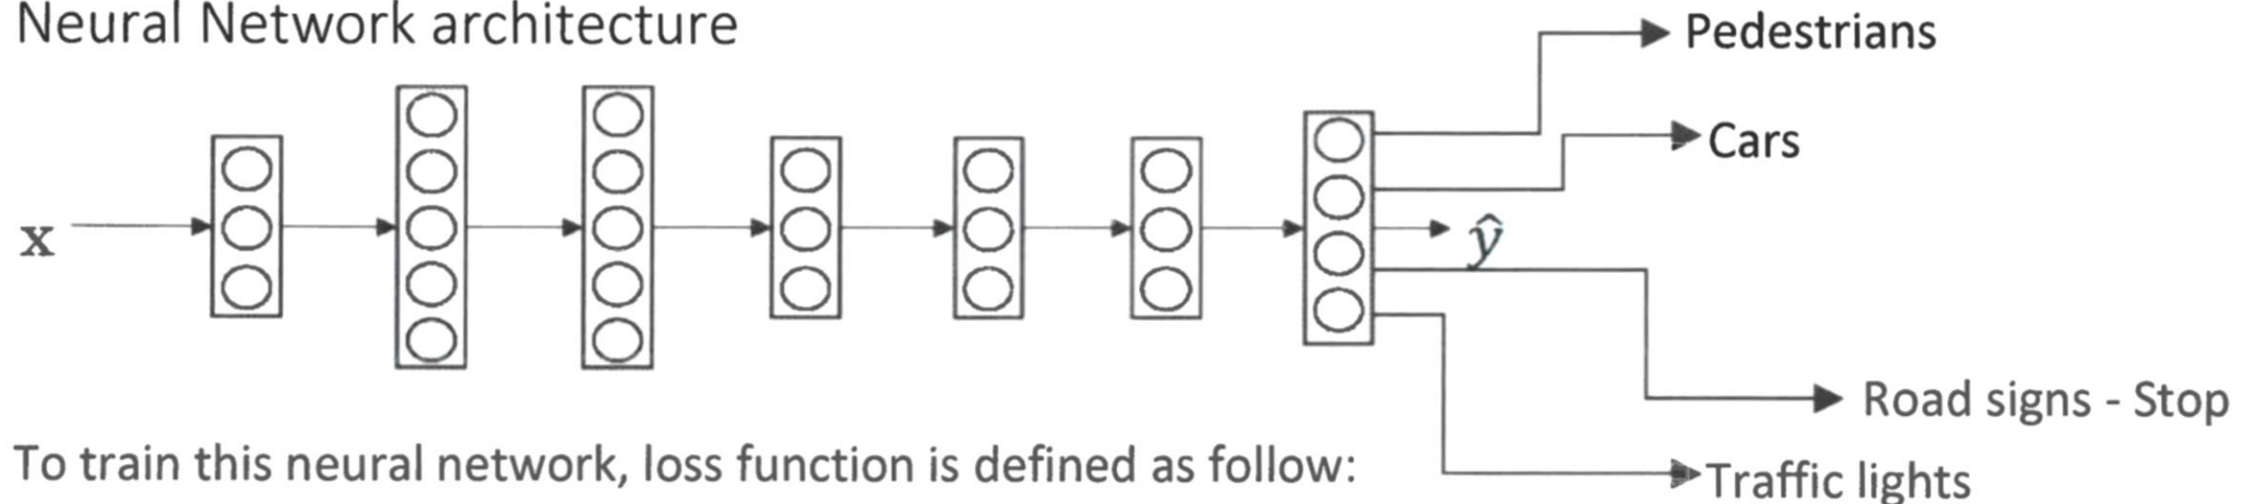 Neural Network architecture
Pedestrians
Cars
x
ŷ
Road signs - Stop
To train this neural network, loss function is defined as follow:
Traffic lights